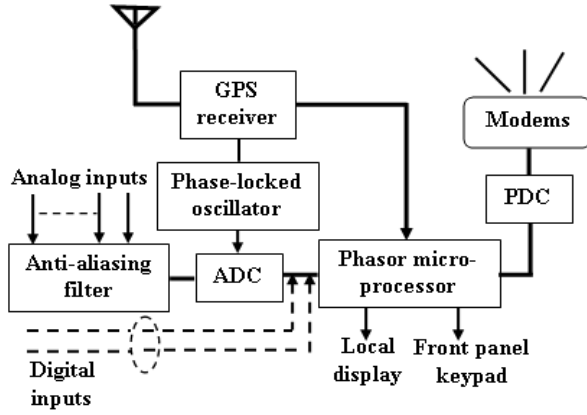 GPS
receiver
Modems
Analog inputs
Phase-locked
oscillator
PDC
Anti-aliasing
filter
ADC
Phasor micro-
processor
Digital
inputs
Local
display
Front panel
keypad